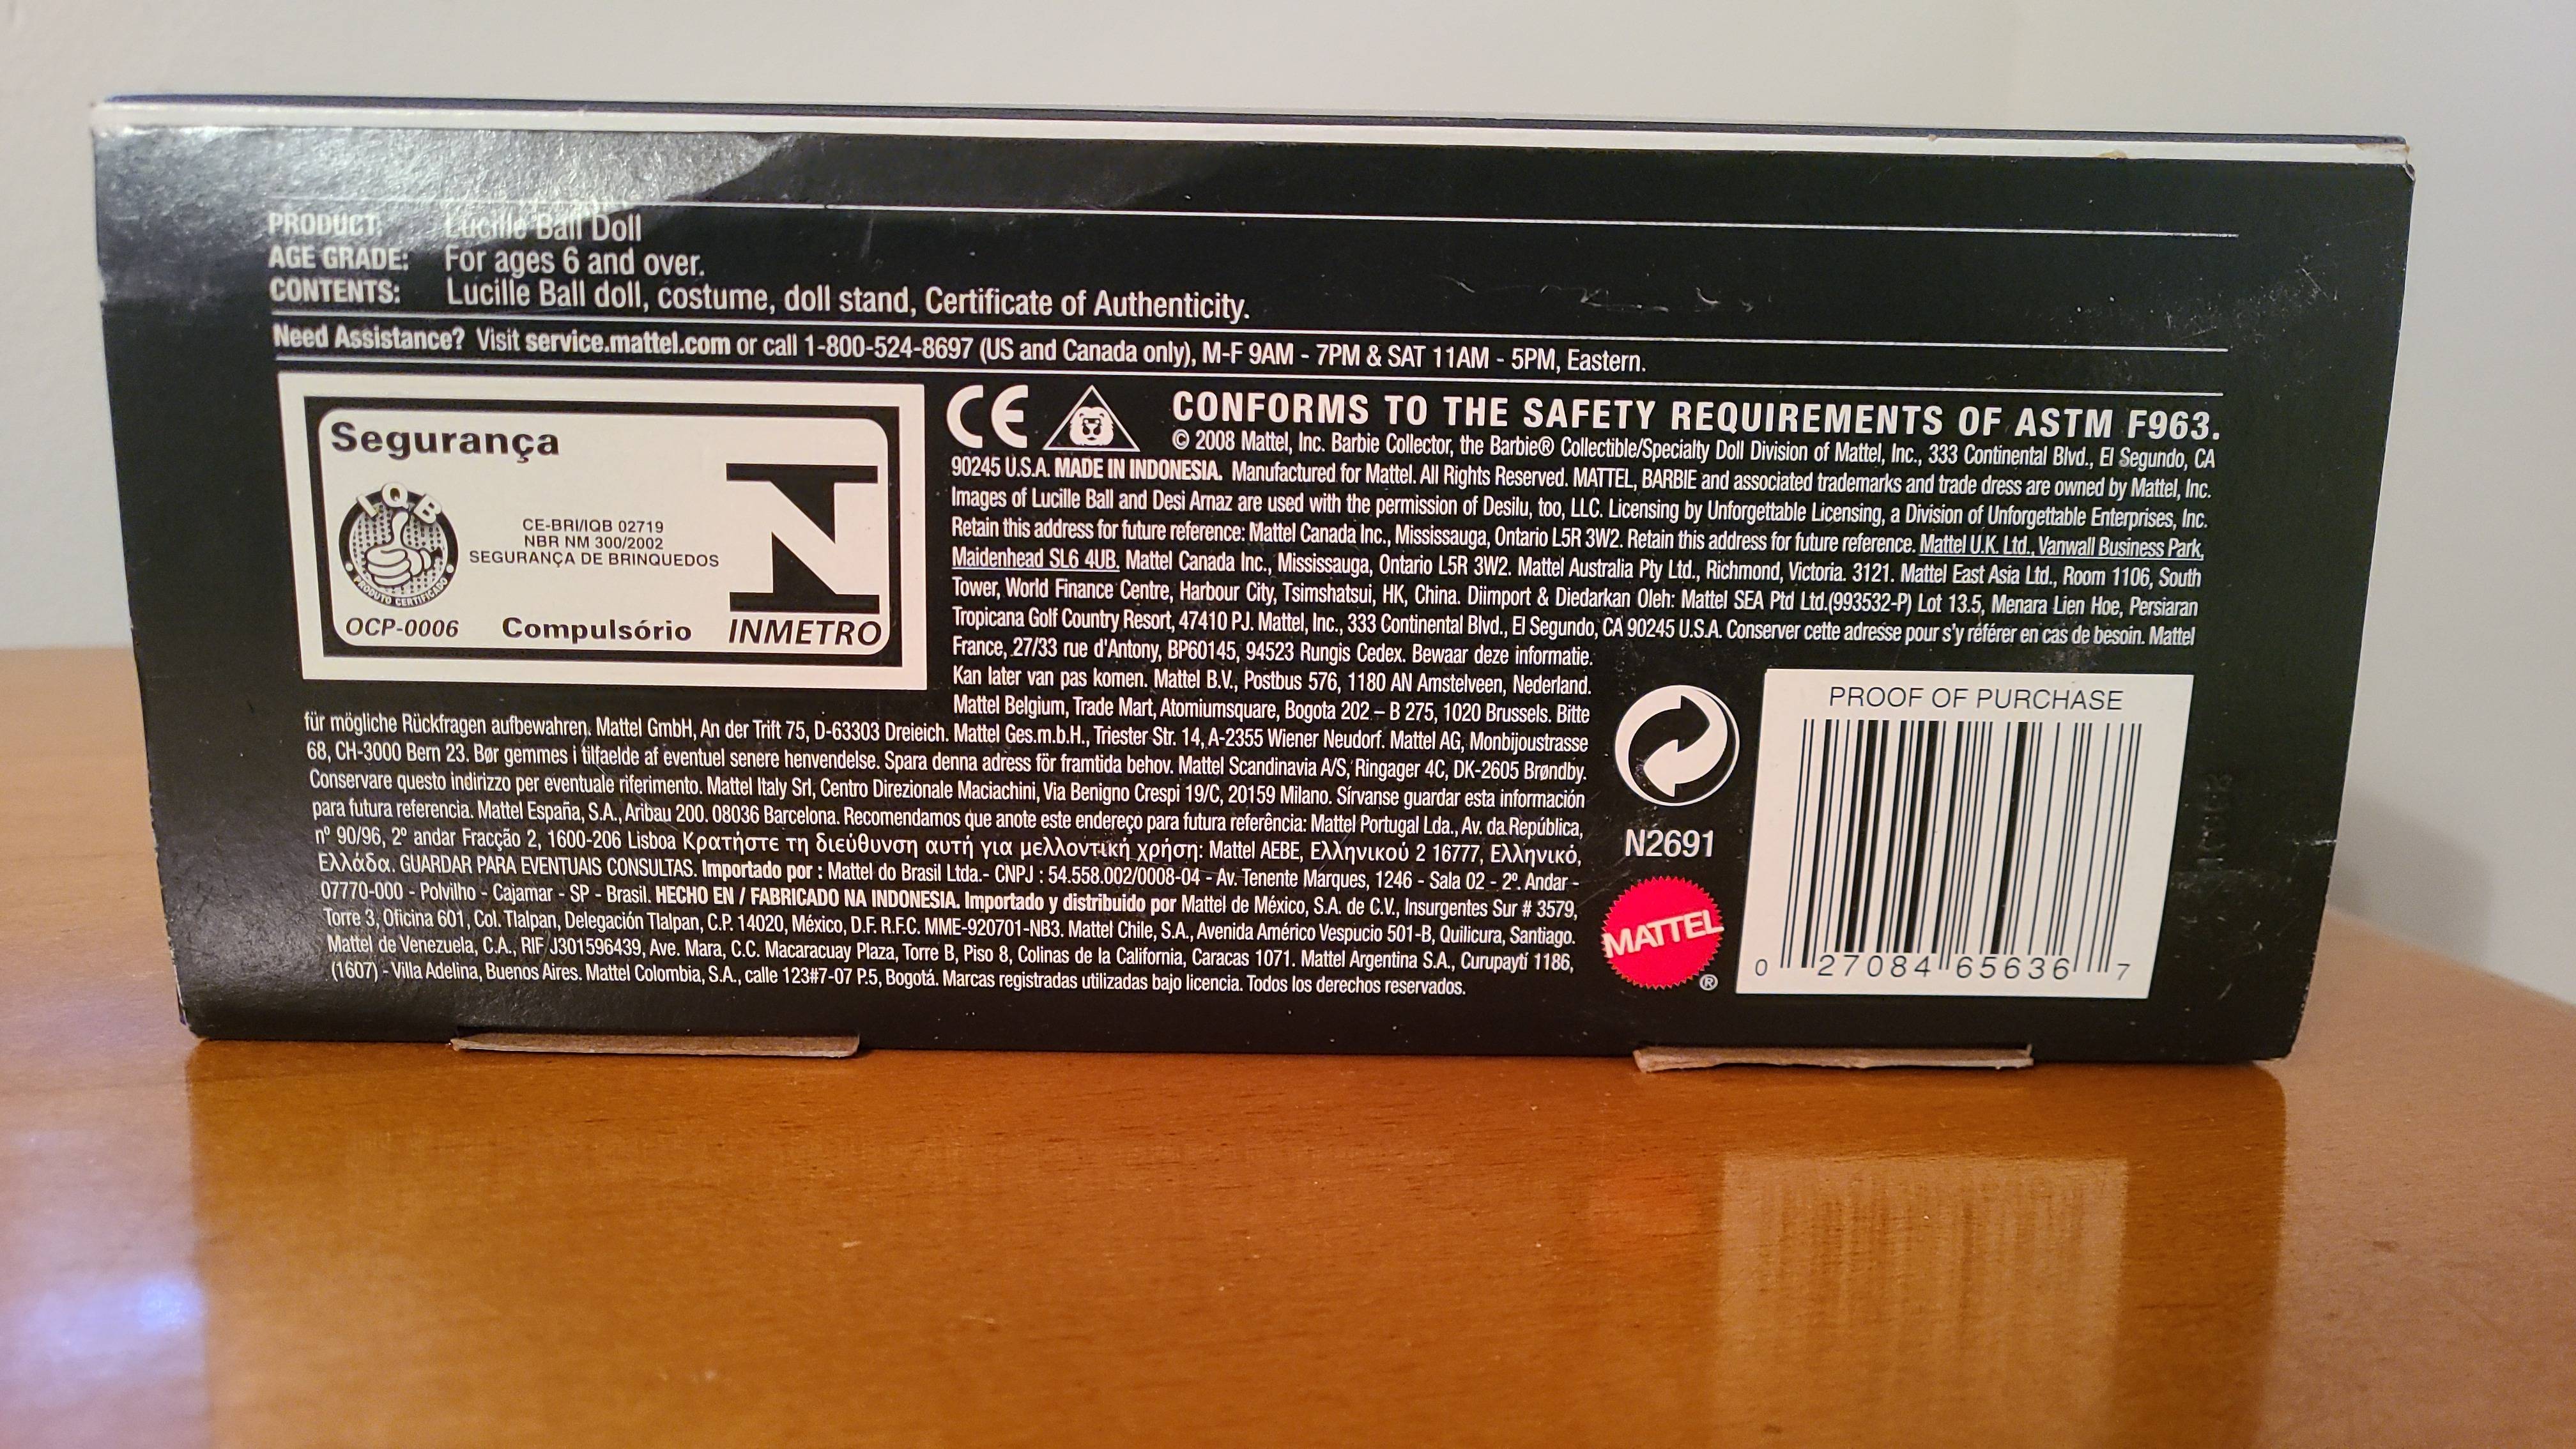 PRODUCT: Lucille Ball Doll
AGE GRADE: For ages 6 and over.
CONTENTS: Lucille Ball doll, costume, doll stand, Certificate of Authenticity.
Need Assistance? Visit service.mattel.com or call 1-800-524-8697 (US and Canada only), M-F 9AM - 7PM & SAT 11AM - 5PM, Eastern.
Segurança
IQB
PRODUTO CERTIFICADO
CE-BRI/IQB 02719
NBR NM 300/2002
SEGURANÇA DE BRINQUEDOS
OCP-0006 Compulsório INMETRO
CE CONFORMS TO THE SAFETY REQUIREMENTS OF ASTM F963.
© 2008 Mattel, Inc. Barbie Collector, the Barbie® Collectible/Specialty Doll Division of Mattel, Inc., 333 Continental Blvd., El Segundo, CA
90245 U.S.A. MADE IN INDONESIA. Manufactured for Mattel. All Rights Reserved. MATTEL, BARBIE and associated trademarks and trade dress are owned by Mattel, Inc.
Images of Lucille Ball and Desi Arnaz are used with the permission of Desilu, too, LLC. Licensing by Unforgettable Licensing, a Division of Unforgettable Enterprises, Inc.
Retain this address for future reference: Mattel Canada Inc., Mississauga, Ontario L5R 3W2. Retain this address for future reference. Mattel U.K. Ltd., Vanwall Business Park,
Maidenhead SL6 4UB. Mattel Canada Inc., Mississauga, Ontario L5R 3W2. Mattel Australia Pty Ltd., Richmond, Victoria. 3121. Mattel East Asia Ltd., Room 1106, South
Tower, World Finance Centre, Harbour City, Tsimshatsui, HK, China. Diimport & Diedarkan Oleh: Mattel SEA Ptd Ltd.(993532-P) Lot 13.5, Menara Lien Hoe, Persiaran
Tropicana Golf Country Resort, 47410 PJ. Mattel, Inc., 333 Continental Blvd., El Segundo, CA 90245 U.S.A. Conserver cette adresse pour s'y référer en cas de besoin. Mattel
France, 27/33 rue d'Antony, BP60145, 94523 Rungis Cedex. Bewaar deze informatie.
Kan later van pas komen. Mattel B.V., Postbus 576, 1180 AN Amstelveen, Nederland.
Mattel Belgium, Trade Mart, Atomiumsquare, Bogota 202 – B 275, 1020 Brussels. Bitte
für mögliche Rückfragen aufbewahren. Mattel GmbH, An der Trift 75, D-63303 Dreieich. Mattel Ges.m.b.H., Triester Str. 14, A-2355 Wiener Neudorf. Mattel AG, Monbijoustrasse
68, CH-3000 Bern 23. Bør gemmes i tilfaelde af eventuel senere henvendelse. Spara denna adress för framtida behov. Mattel Scandinavia A/S, Ringager 4C, DK-2605 Brøndby.
Conservare questo indirizzo per eventuale riferimento. Mattel Italy Srl, Centro Direzionale Maciachini, Via Benigno Crespi 19/C, 20159 Milano. Sírvanse guardar esta información
para futura referencia. Mattel España, S.A., Aribau 200. 08036 Barcelona. Recomendamos que anote este endereço para futura referência: Mattel Portugal Lda., Av. da República,
nº 90/96, 2º andar Fracção 2, 1600-206 Lisboa Κρατήστε τη διεύθυνση αυτή για μελλοντική χρήση: Mattel AEBE, Ελληνικού 2 16777, Ελληνικό,
Ελλάδα. GUARDAR PARA EVENTUAIS CONSULTAS. Importado por : Mattel do Brasil Ltda.- CNPJ : 54.558.002/0008-04 - Av. Tenente Marques, 1246 - Sala 02 - 2º. Andar -
07770-000 - Polvilho - Cajamar - SP - Brasil. HECHO EN / FABRICADO NA INDONESIA. Importado y distribuido por Mattel de México, S.A. de C.V., Insurgentes Sur # 3579,
Torre 3, Oficina 601, Col. Tlalpan, Delegación Tlalpan, C.P. 14020, México, D.F. R.F.C. MME-920701-NB3. Mattel Chile, S.A., Avenida Américo Vespucio 501-B, Quilicura, Santiago.
Mattel de Venezuela, C.A., RIF J301596439, Ave. Mara, C.C. Macaracuay Plaza, Torre B, Piso 8, Colinas de la California, Caracas 1071. Mattel Argentina S.A., Curupaytí 1186,
(1607) - Villa Adelina, Buenos Aires. Mattel Colombia, S.A., calle 123#7-07 P.5, Bogotá. Marcas registradas utilizadas bajo licencia. Todos los derechos reservados.
N2691
MATTEL ®
PROOF OF PURCHASE
0 27084 65636 7